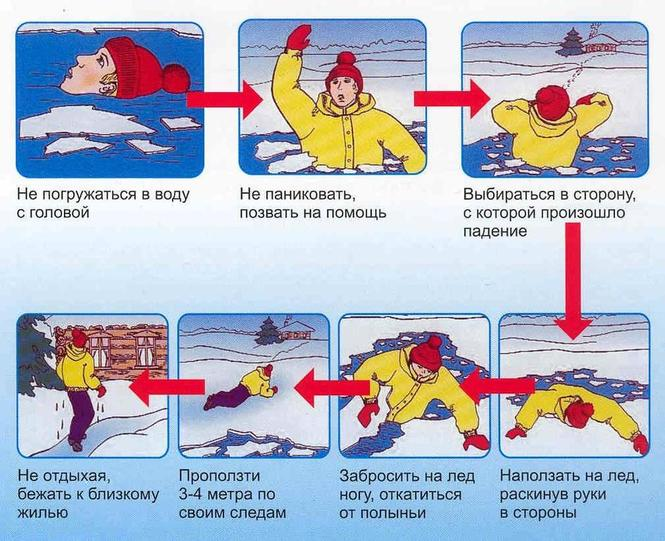 Не погружаться в воду
с головой
Не паниковать,
позвать на помощь
Выбираться в сторону,
с которой произошло
падение
Наползать на лед,
раскинув руки
в стороны
Забросить на лед
ногу, откатиться
от полыньи
Проползти
3-4 метра по
своим следам
Не отдыхая,
бежать к близкому
жилью